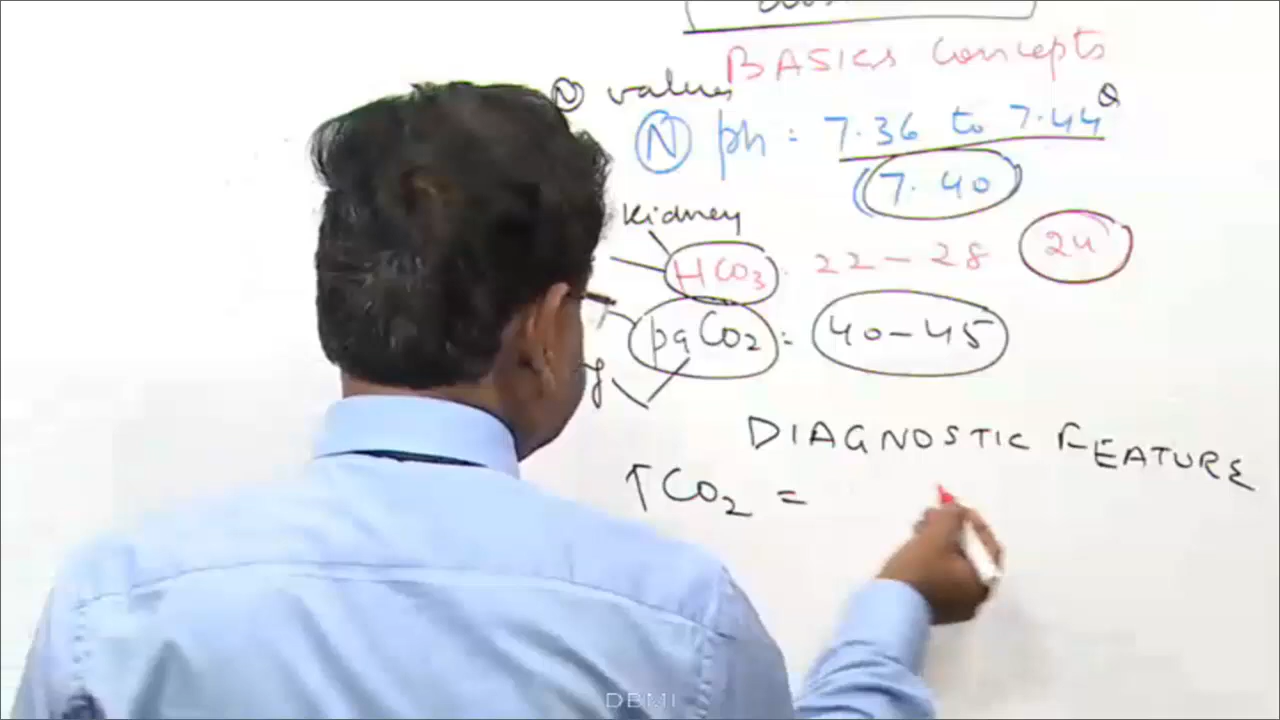 BASICS Concepts
N values
N ph = 7.36 to 7.44
(7.40)
Kidney
HCO3 22 – 28 24
paCO2 = 40–45
DIAGNOSTIC FEATURE
↑CO2 =
DBMI